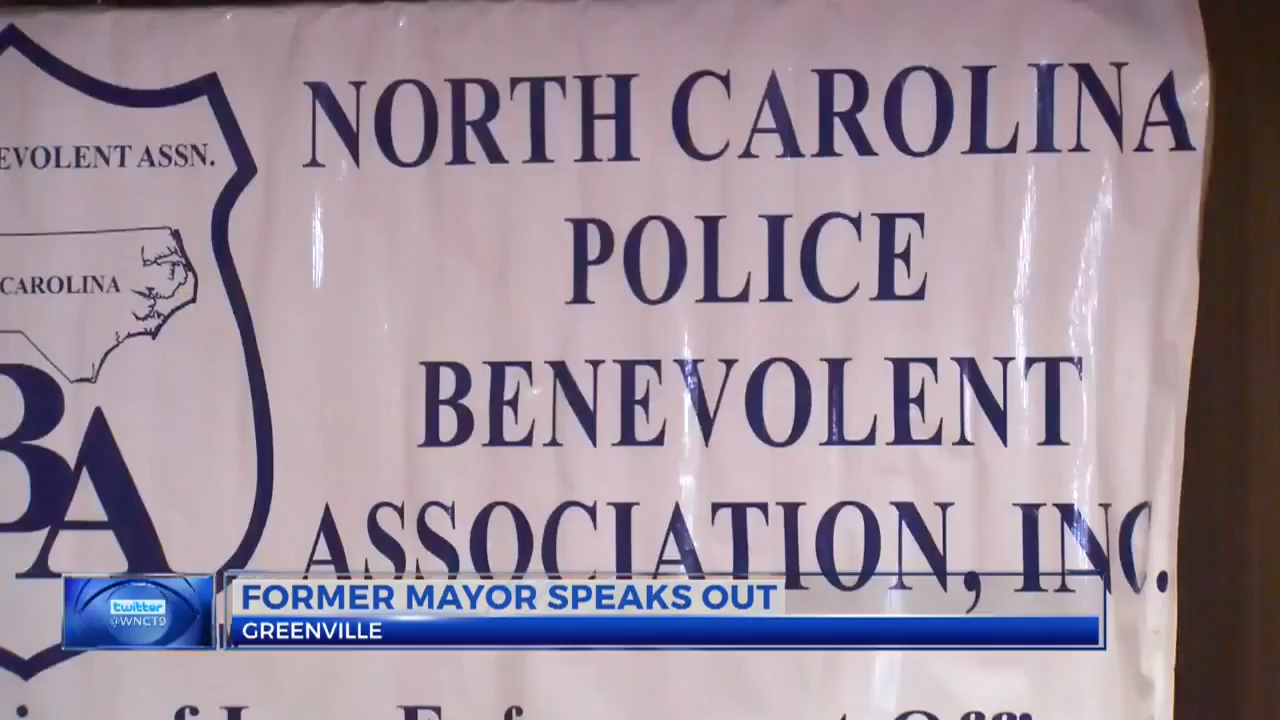 NORTH CAROLINA
POLICE
BENEVOLENT
ASSOCIATION, INC.
EVOLENT ASSN.
CAROLINA
BA
twitter
@WNCT9
FORMER MAYOR SPEAKS OUT
GREENVILLE